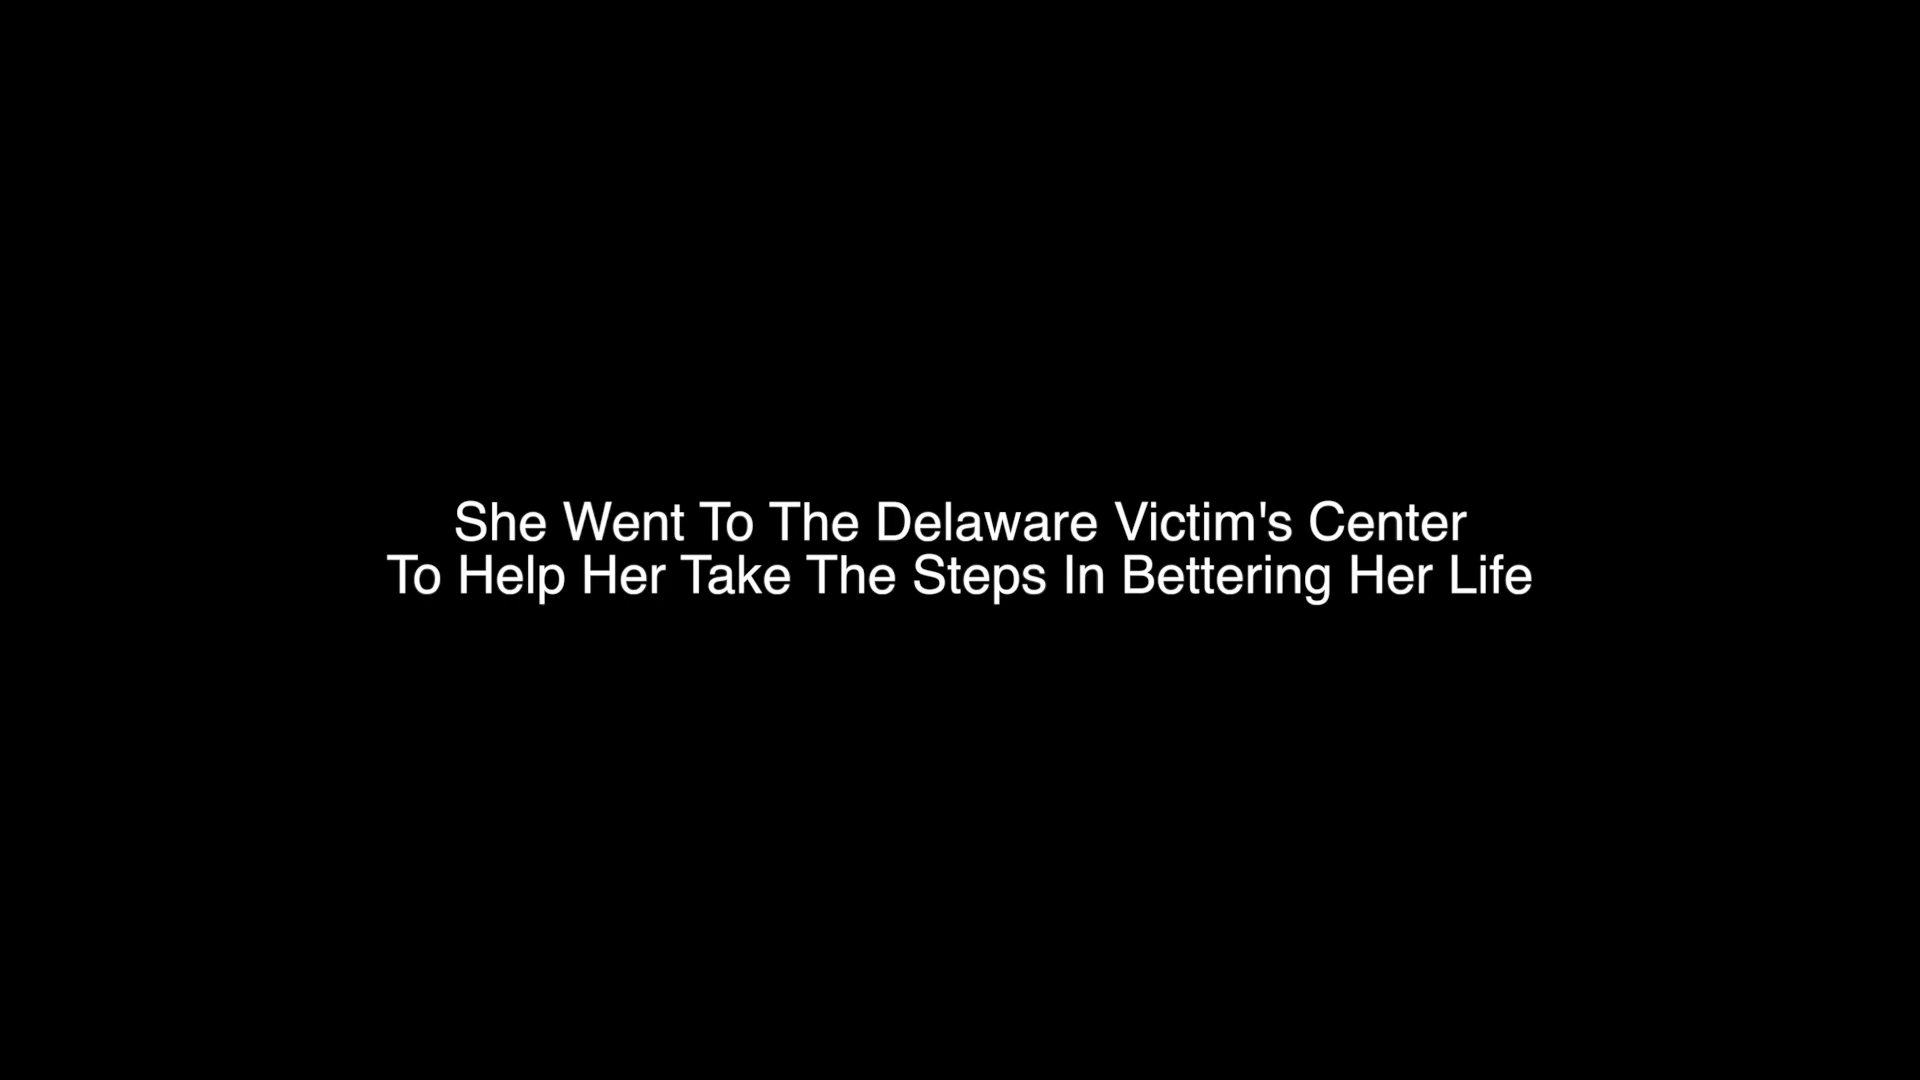 She Went To The Delaware Victim's Center
To Help Her Take The Steps In Bettering Her Life